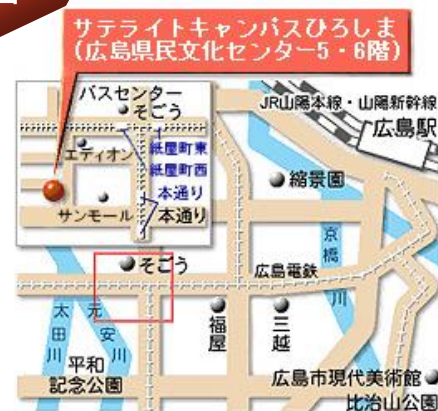 サテライトキャンパスひろしま
(広島県民文化センター5・6階)
バスセンター
そごう
エディオン
紙屋町東
紙屋町西
本通り
サンモール
本通り
JR山陽本線・山陽新幹線
広島駅
縮景園
京橋川
そごう
広島電鉄
太田川
元安川
福屋
三越
平和
記念公園
広島市現代美術館
比治山公園